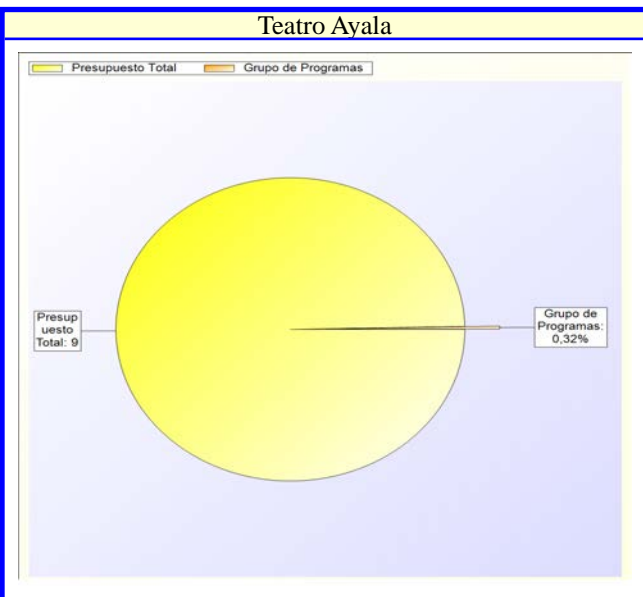 Teatro Ayala
Presupuesto Total Grupo de Programas
Presup
uesto
Total: 9
Grupo de
Programas:
0,32%